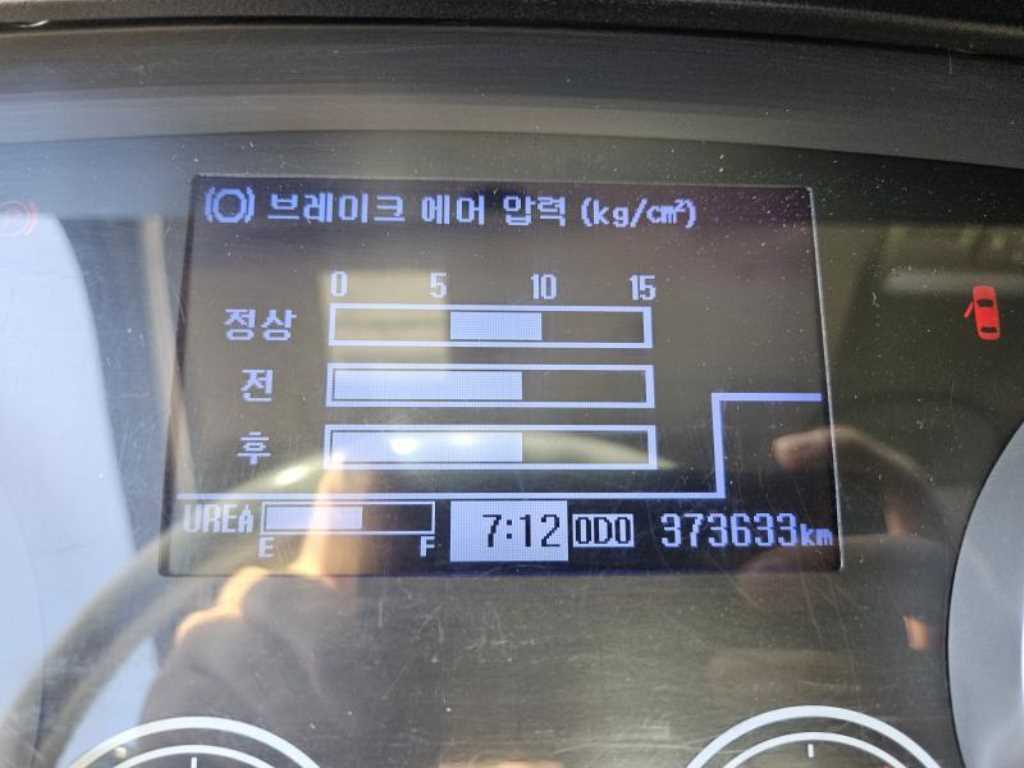 브레이크 에어 압력 (kg/cm²)
0 5 10 15
정상
전
후
UREA E F 7:12 ODO 373633km